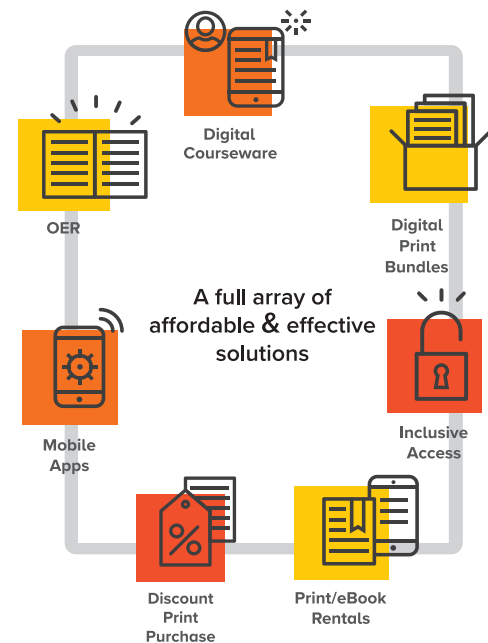 Digital
Courseware
OER
Digital
Print
Bundles
A full array of
affordable & effective
solutions
Mobile
Apps
Inclusive
Access
Discount
Print
Purchase
Print/eBook
Rentals
%